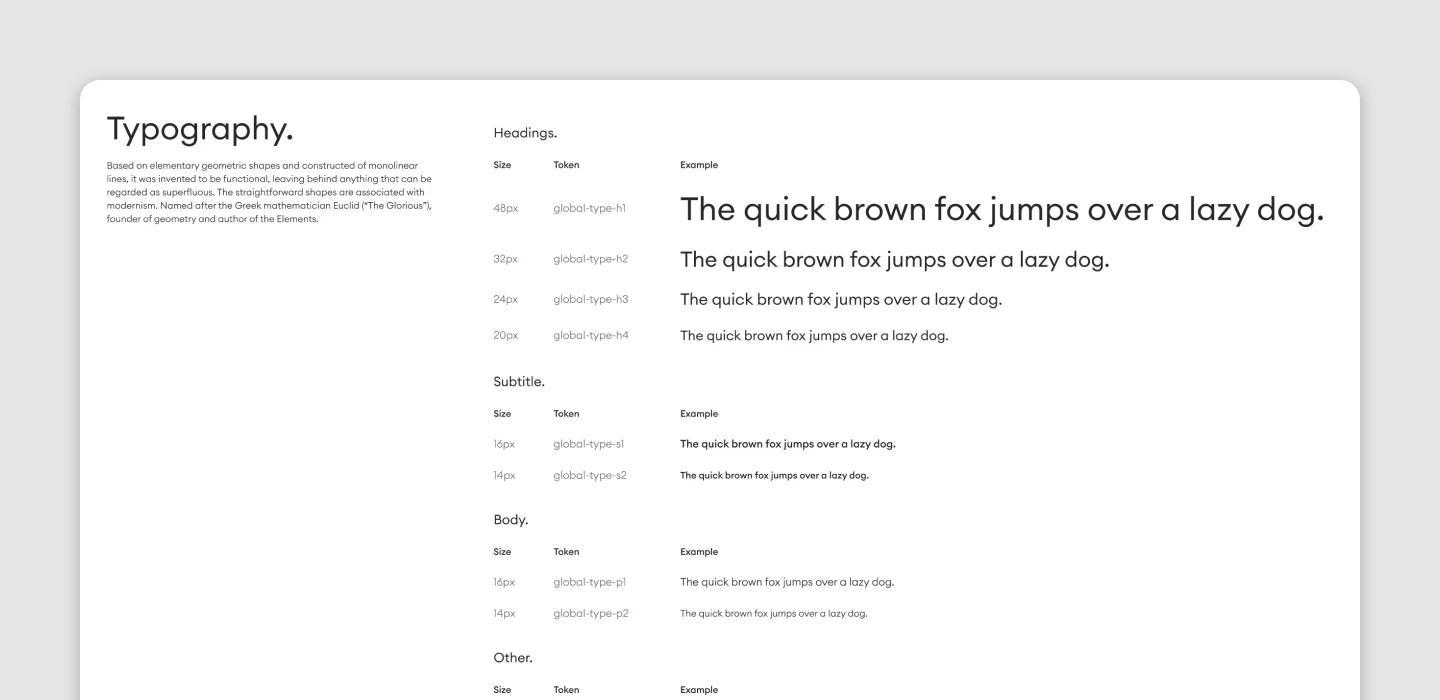 Typography.
Based on elementary geometric shapes and constructed of monolinear
lines, it was invented to be functional, leaving behind anything that can be
regarded as superfluous. The straightforward shapes are associated with
modernism. Named after the Greek mathematician Euclid (“The Glorious”),
founder of geometry and author of the Elements.
Headings.
Size Token Example
48px global-type-h1 The quick brown fox jumps over a lazy dog.
32px global-type-h2 The quick brown fox jumps over a lazy dog.
24px global-type-h3 The quick brown fox jumps over a lazy dog.
20px global-type-h4 The quick brown fox jumps over a lazy dog.
Subtitle.
Size Token Example
16px global-type-s1 The quick brown fox jumps over a lazy dog.
14px global-type-s2 The quick brown fox jumps over a lazy dog.
Body.
Size Token Example
16px global-type-p1 The quick brown fox jumps over a lazy dog.
14px global-type-p2 The quick brown fox jumps over a lazy dog.
Other.
Size Token Example